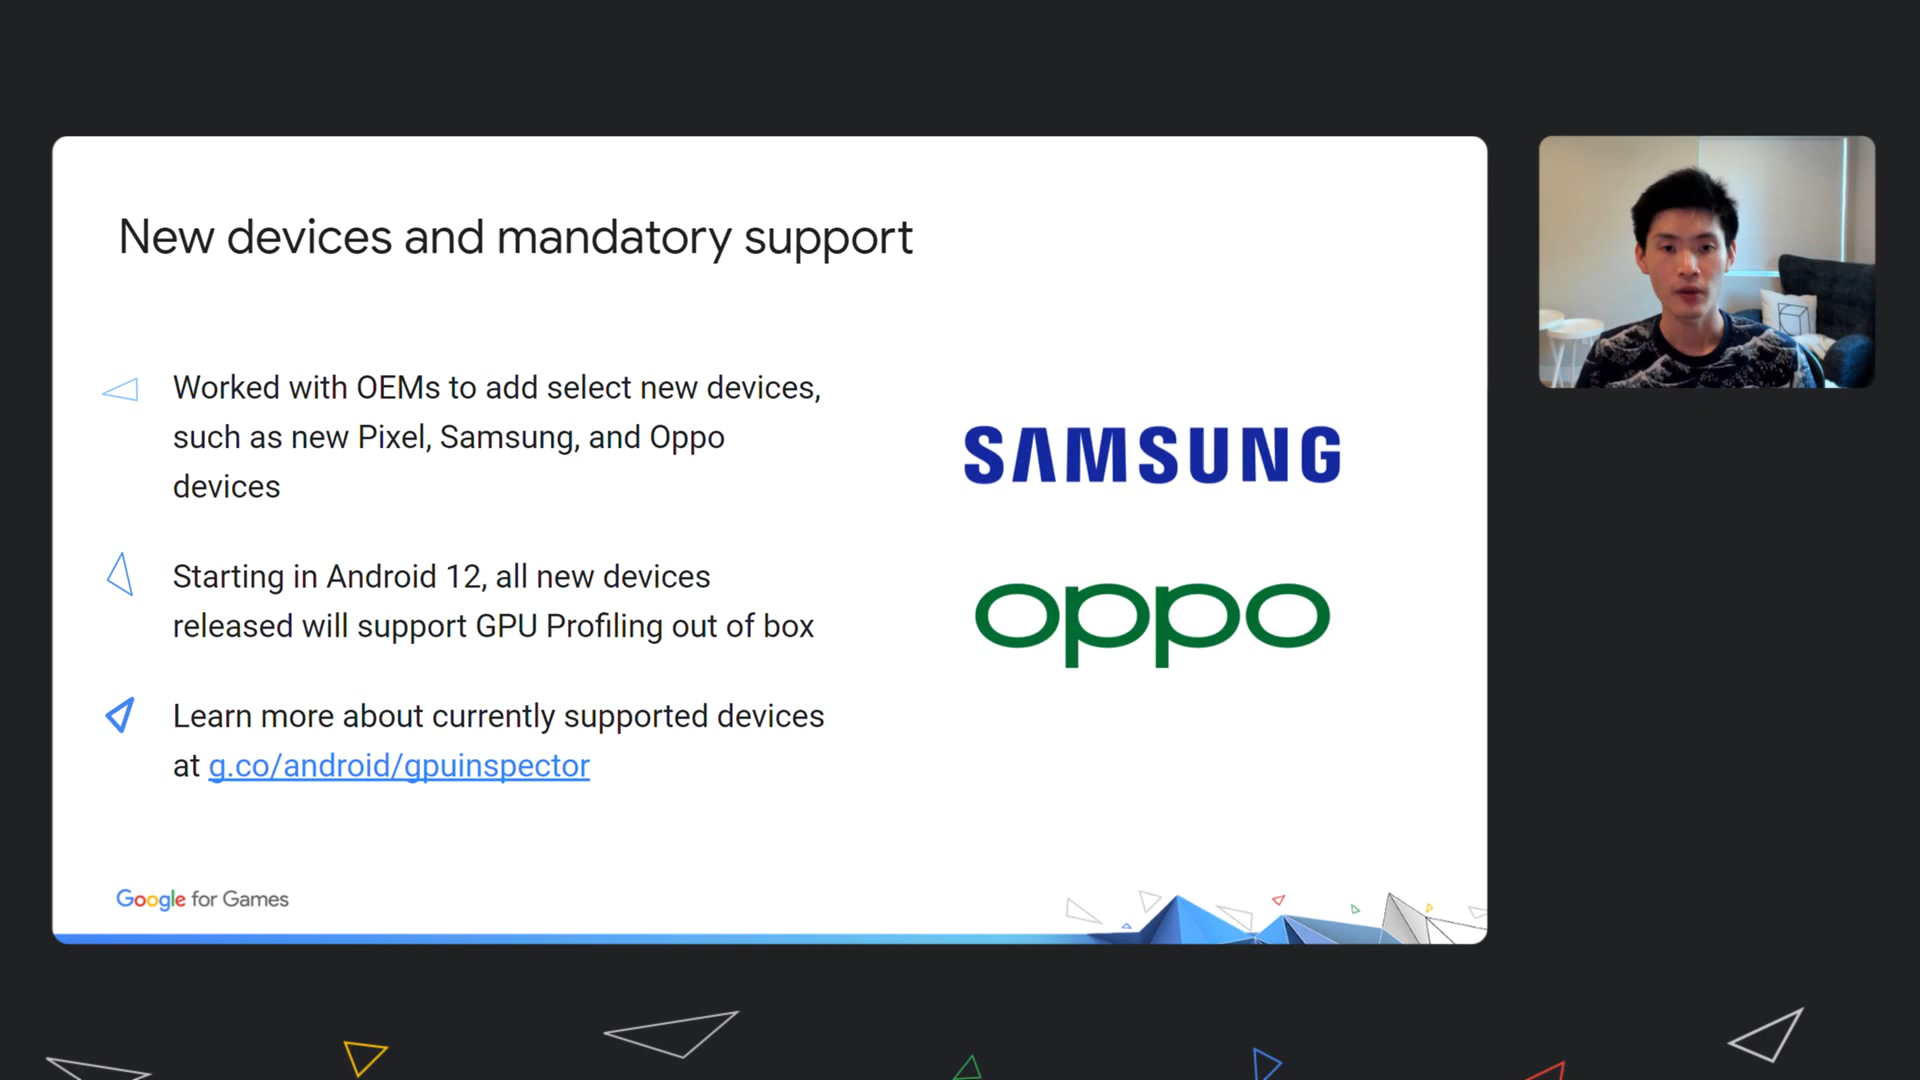 New devices and mandatory support
Worked with OEMs to add select new devices,
such as new Pixel, Samsung, and Oppo
devices
Starting in Android 12, all new devices
released will support GPU Profiling out of box
Learn more about currently supported devices
at g.co/android/gpuinspector
SAMSUNG
oppo
Google for Games